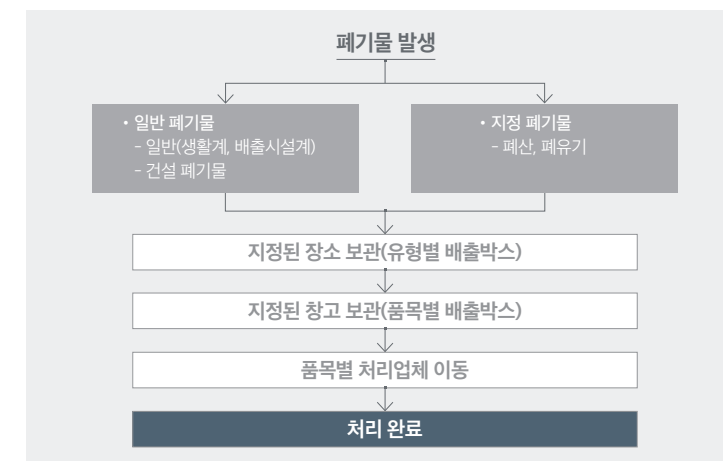 폐기물 발생
• 일반 폐기물
- 일반(생활계, 배출시설계)
- 건설 폐기물
• 지정 폐기물
- 폐산, 폐유기
지정된 장소 보관(유형별 배출박스)
지정된 창고 보관(품목별 배출박스)
품목별 처리업체 이동
처리 완료